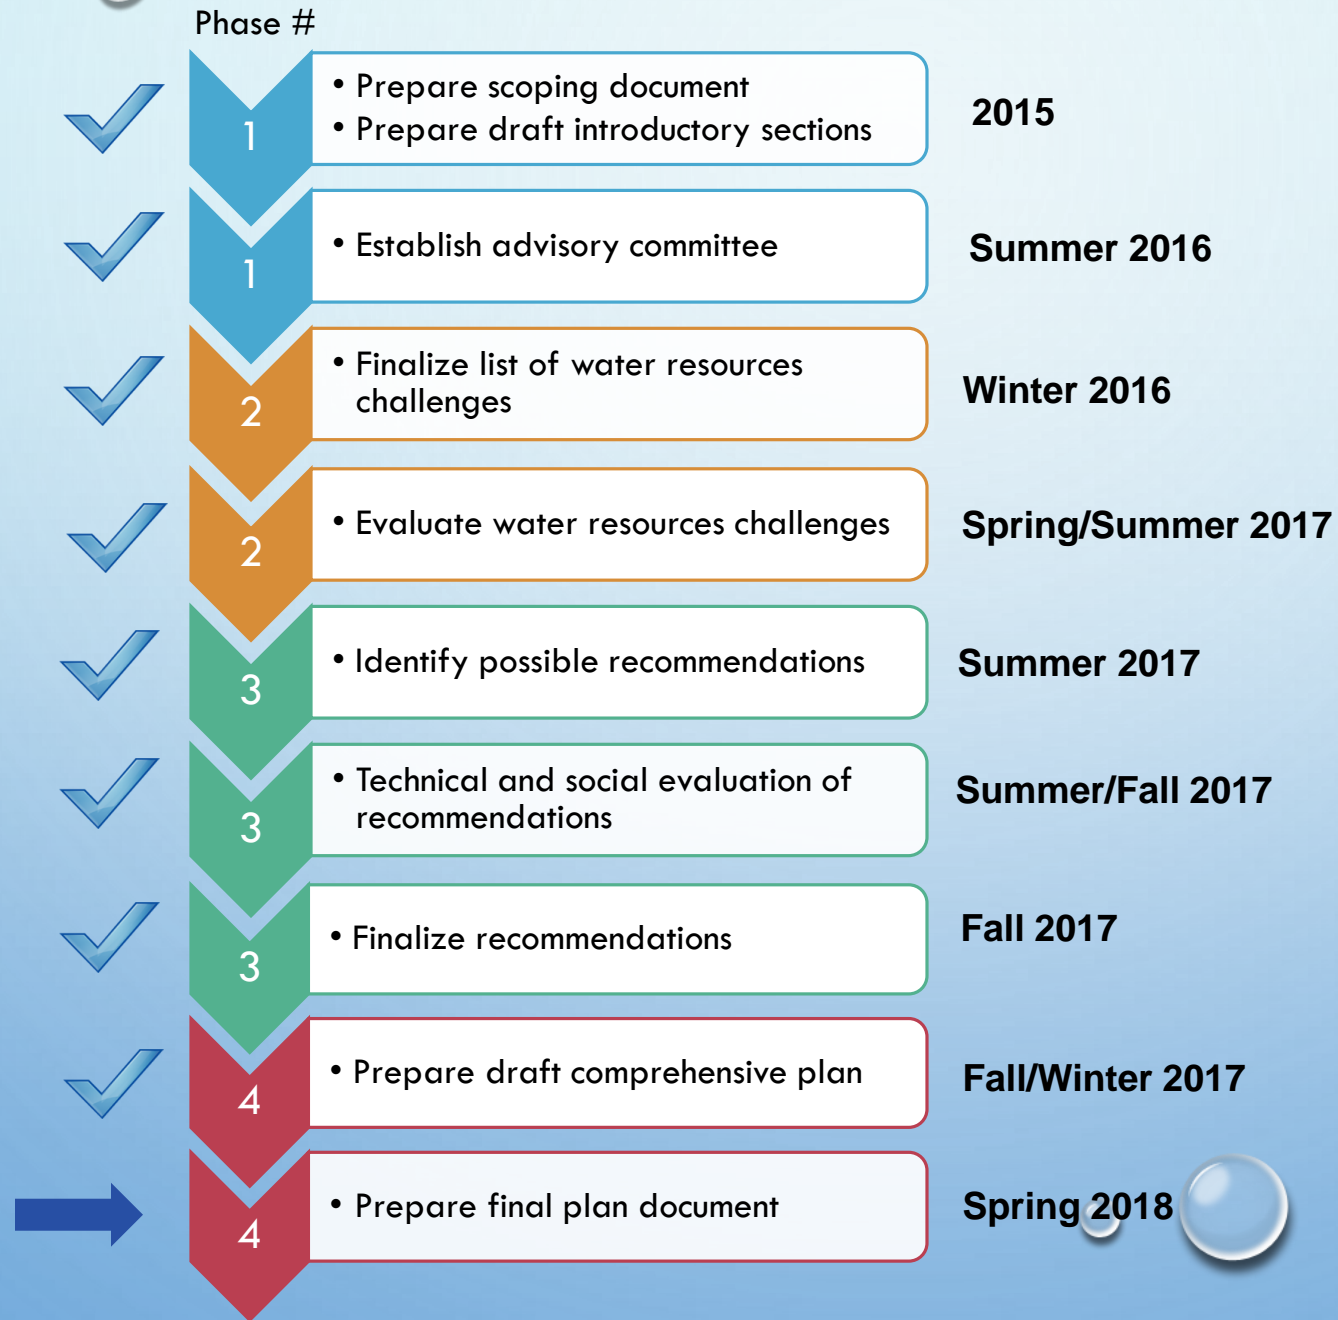 Phase #
1
• Prepare scoping document
• Prepare draft introductory sections
2015
1
• Establish advisory committee
Summer 2016
2
• Finalize list of water resources
challenges
Winter 2016
2
• Evaluate water resources challenges
Spring/Summer 2017
3
• Identify possible recommendations
Summer 2017
3
• Technical and social evaluation of
recommendations
Summer/Fall 2017
3
• Finalize recommendations
Fall 2017
4
• Prepare draft comprehensive plan
Fall/Winter 2017
4
• Prepare final plan document
Spring 2018